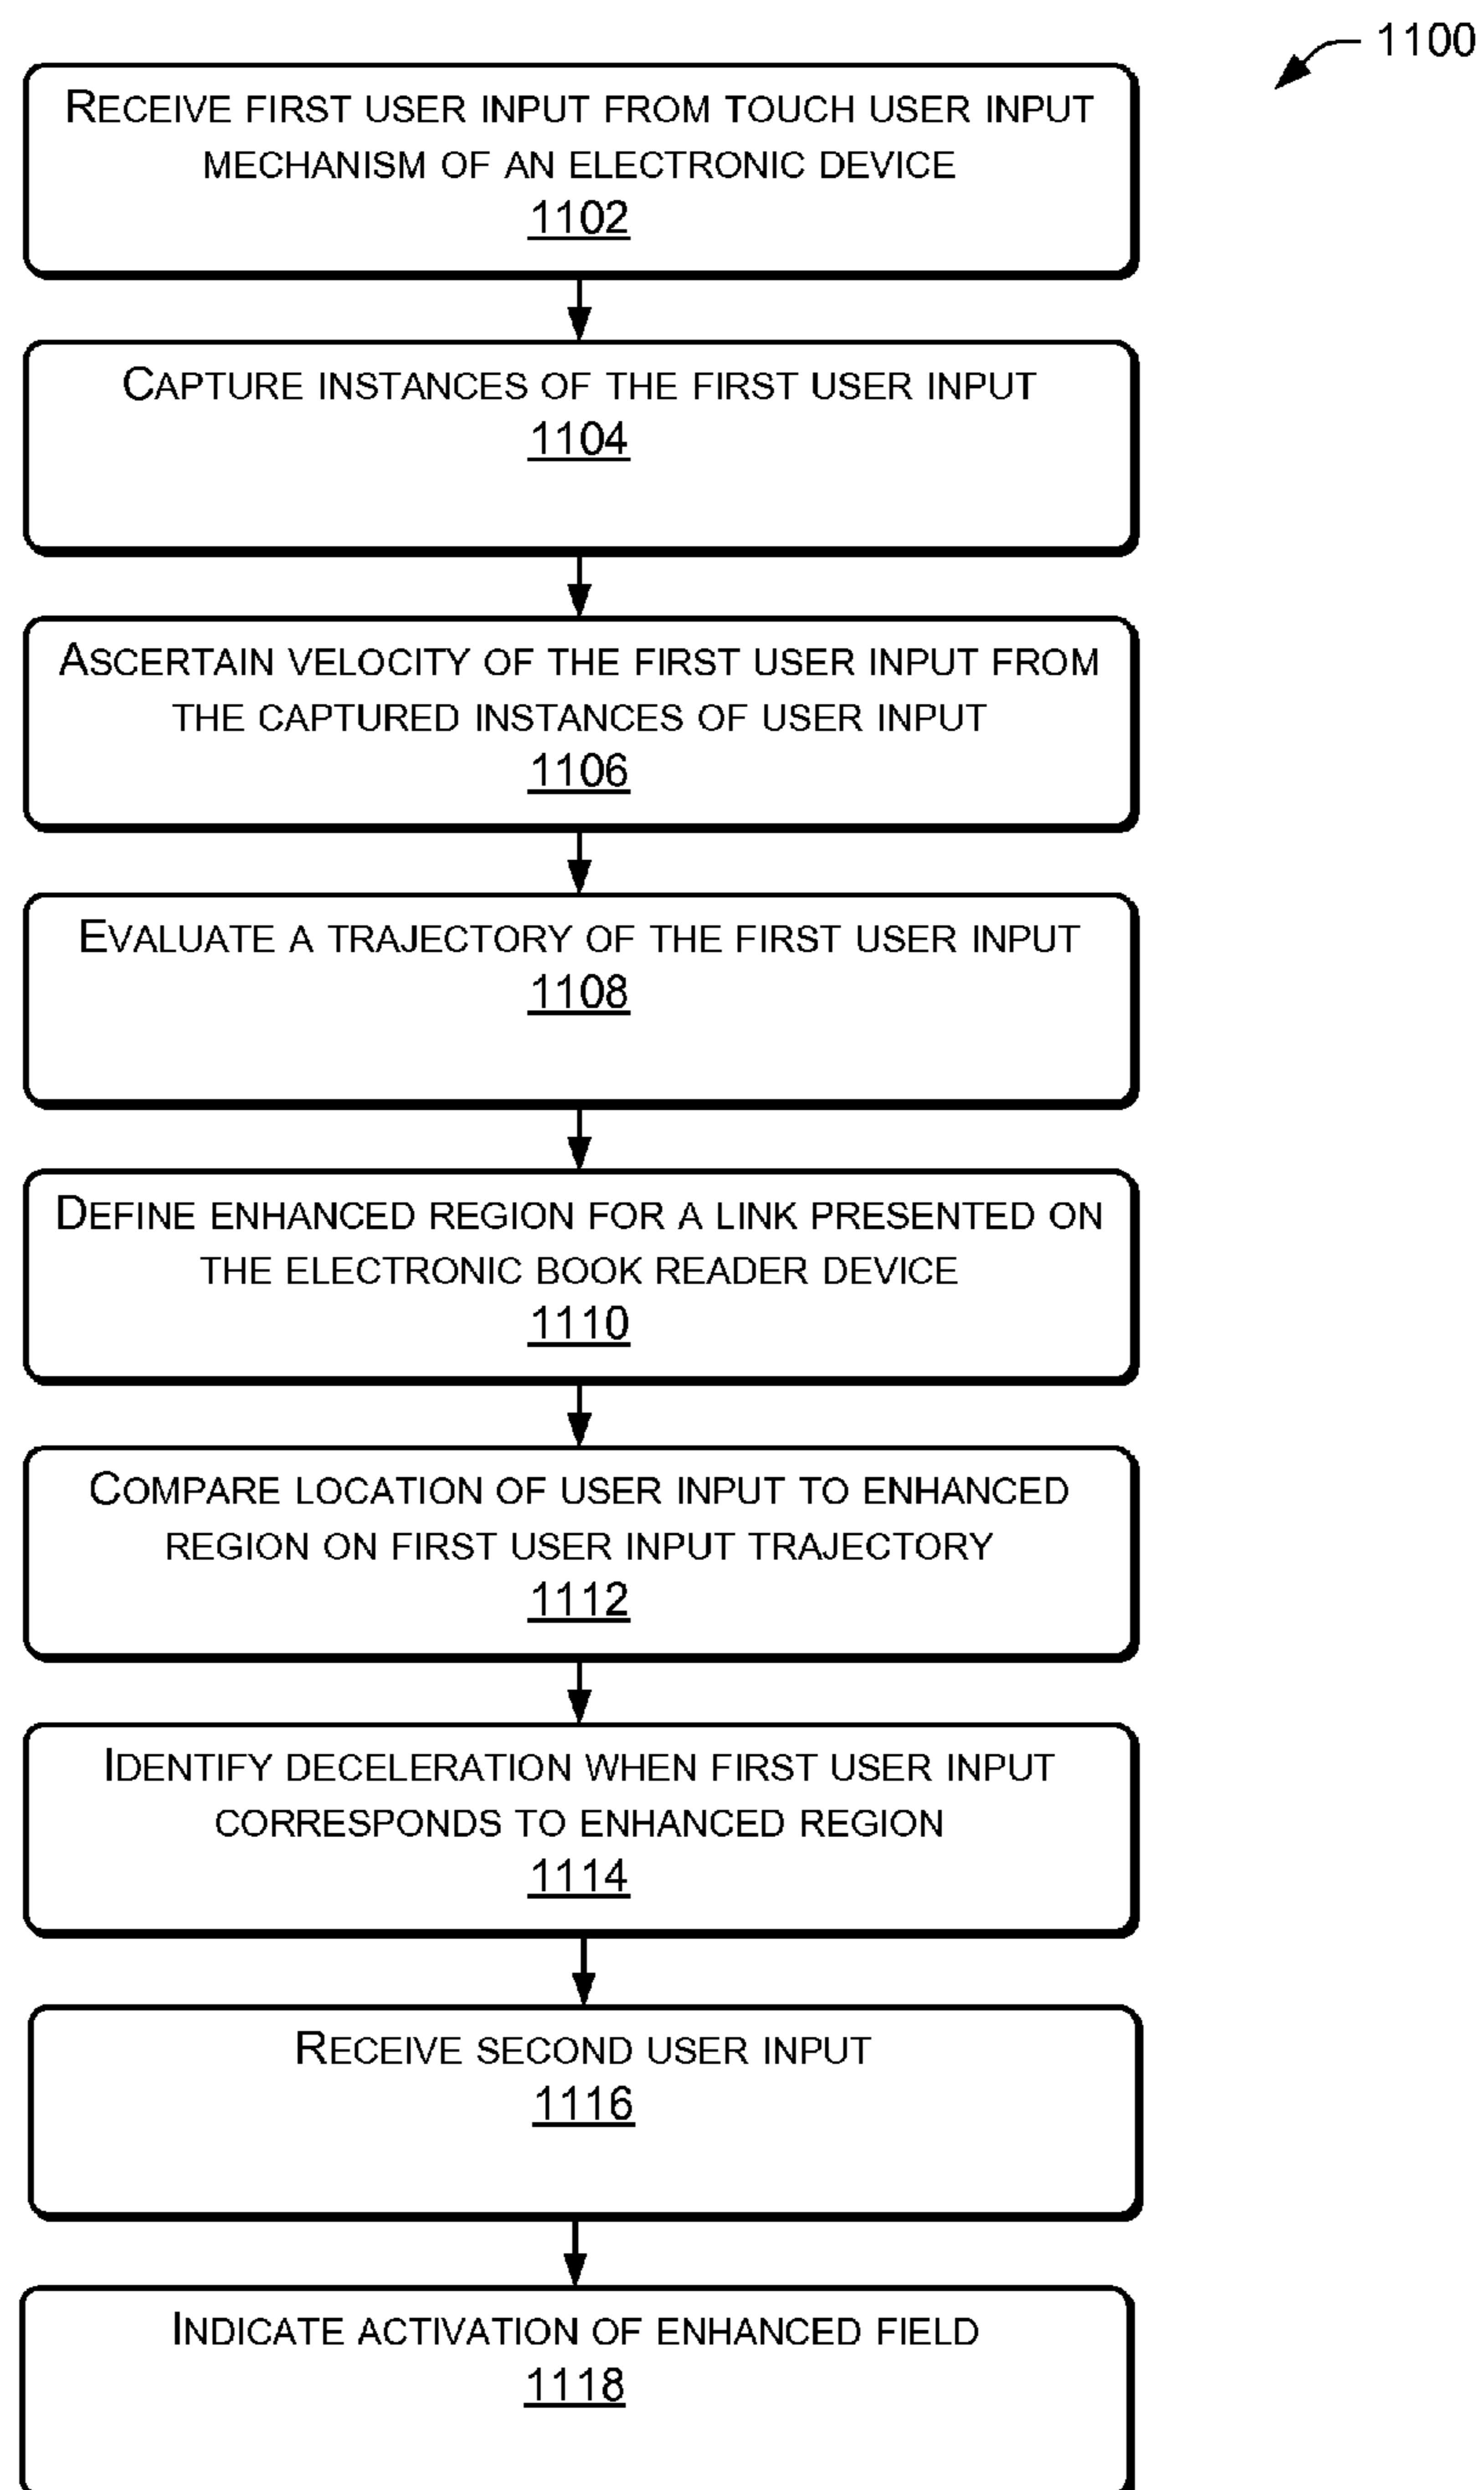 1100
RECEIVE FIRST USER INPUT FROM TOUCH USER INPUT
MECHANISM OF AN ELECTRONIC DEVICE
1102
CAPTURE INSTANCES OF THE FIRST USER INPUT
1104
ASCERTAIN VELOCITY OF THE FIRST USER INPUT FROM
THE CAPTURED INSTANCES OF USER INPUT
1106
EVALUATE A TRAJECTORY OF THE FIRST USER INPUT
1108
DEFINE ENHANCED REGION FOR A LINK PRESENTED ON
THE ELECTRONIC BOOK READER DEVICE
1110
COMPARE LOCATION OF USER INPUT TO ENHANCED
REGION ON FIRST USER INPUT TRAJECTORY
1112
IDENTIFY DECELERATION WHEN FIRST USER INPUT
CORRESPONDS TO ENHANCED REGION
1114
RECEIVE SECOND USER INPUT
1116
INDICATE ACTIVATION OF ENHANCED FIELD
1118